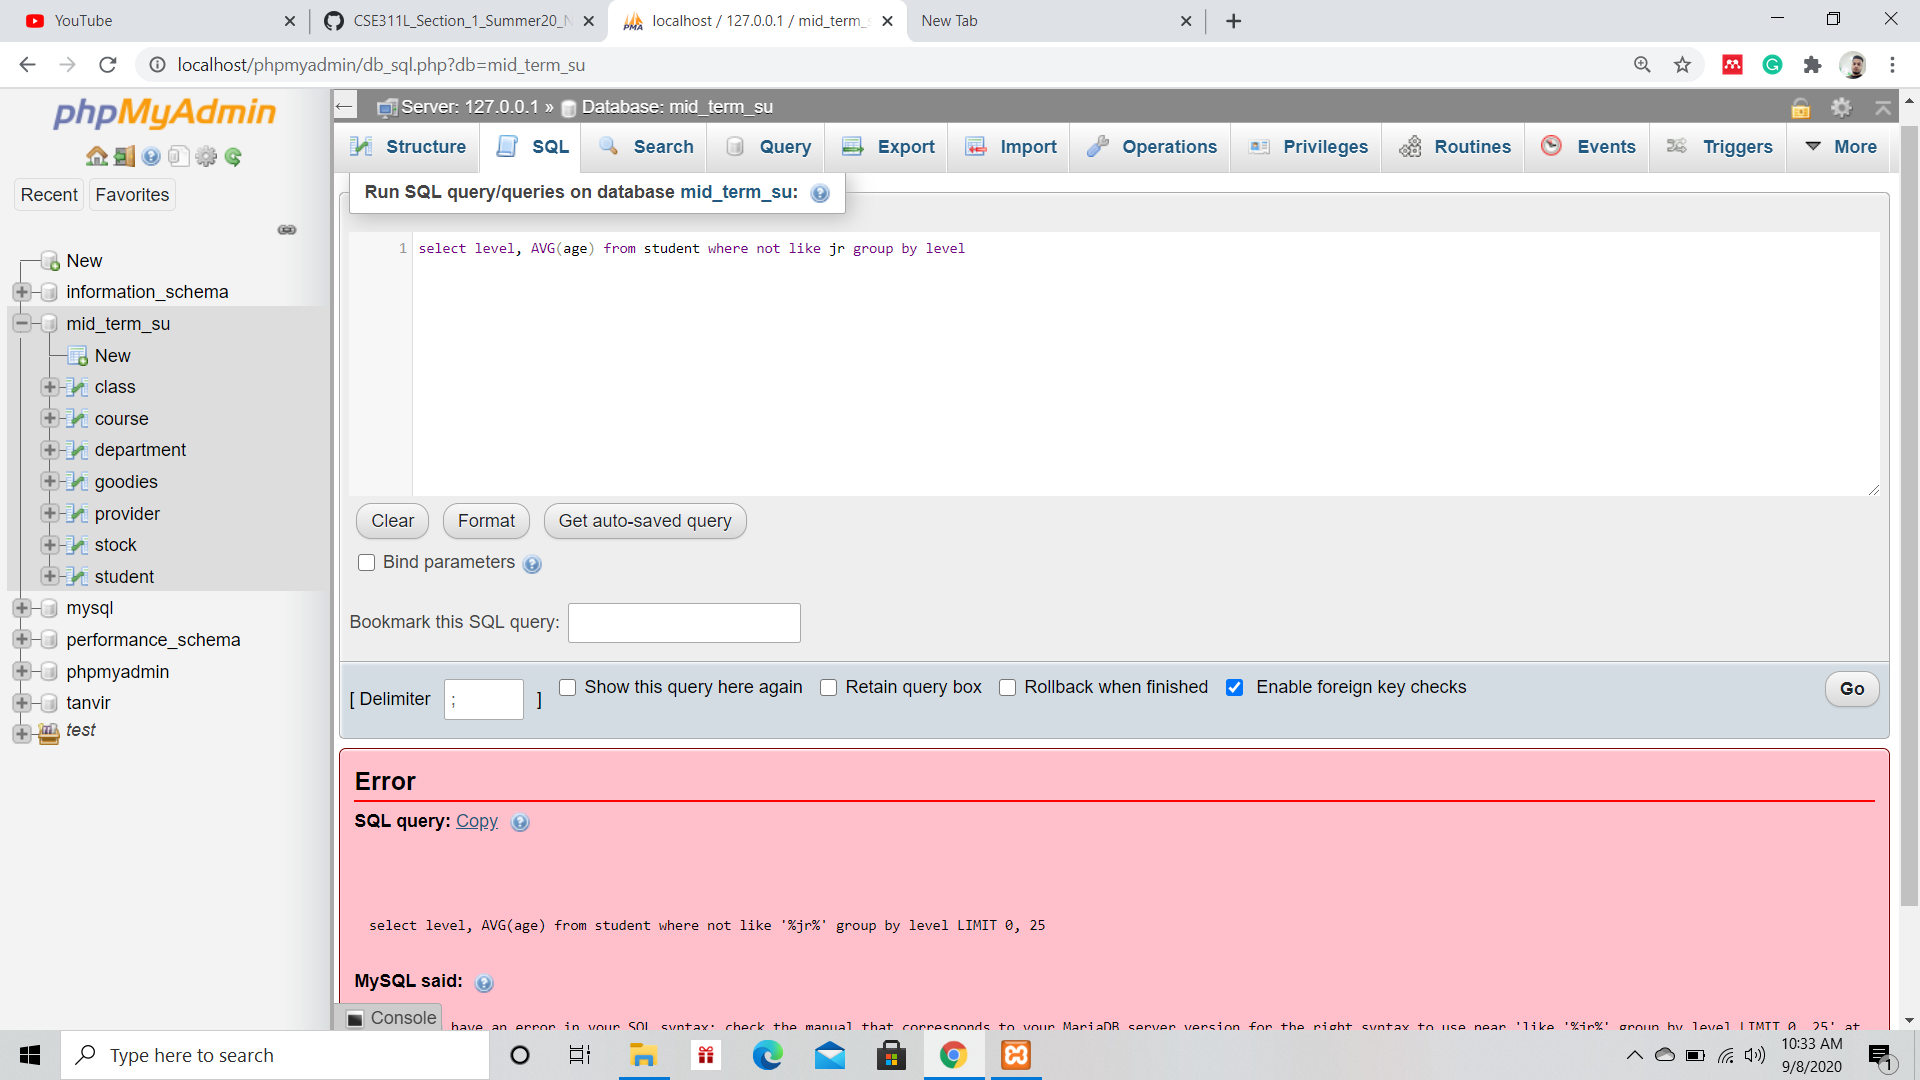 YouTube
CSE311L_Section_1_Summer20_N
localhost / 127.0.0.1 / mid_term_s
New Tab
localhost/phpmyadmin/db_sql.php?db=mid_term_su
phpMyAdmin
Recent
Favorites
New
information_schema
mid_term_su
New
class
course
department
goodies
provider
stock
student
mysql
performance_schema
phpmyadmin
tanvir
test
Server: 127.0.0.1 » Database: mid_term_su
Structure
SQL
Search
Query
Export
Import
Operations
Privileges
Routines
Events
Triggers
More
Run SQL query/queries on database mid_term_su:
1 select level, AVG(age) from student where not like jr group by level
Clear
Format
Get auto-saved query
Bind parameters
Bookmark this SQL query:
[ Delimiter ; ]
Show this query here again
Retain query box
Rollback when finished
Enable foreign key checks
Go
Error
SQL query: Copy
select level, AVG(age) from student where not like '%jr%' group by level LIMIT 0, 25
MySQL said:
Console
have an error in your SQL syntax; check the manual that corresponds to your MariaDB server version for the right syntax to use near 'like '%jr%' group by level LIMIT 0, 25' at
Type here to search
10:33 AM
9/8/2020
1